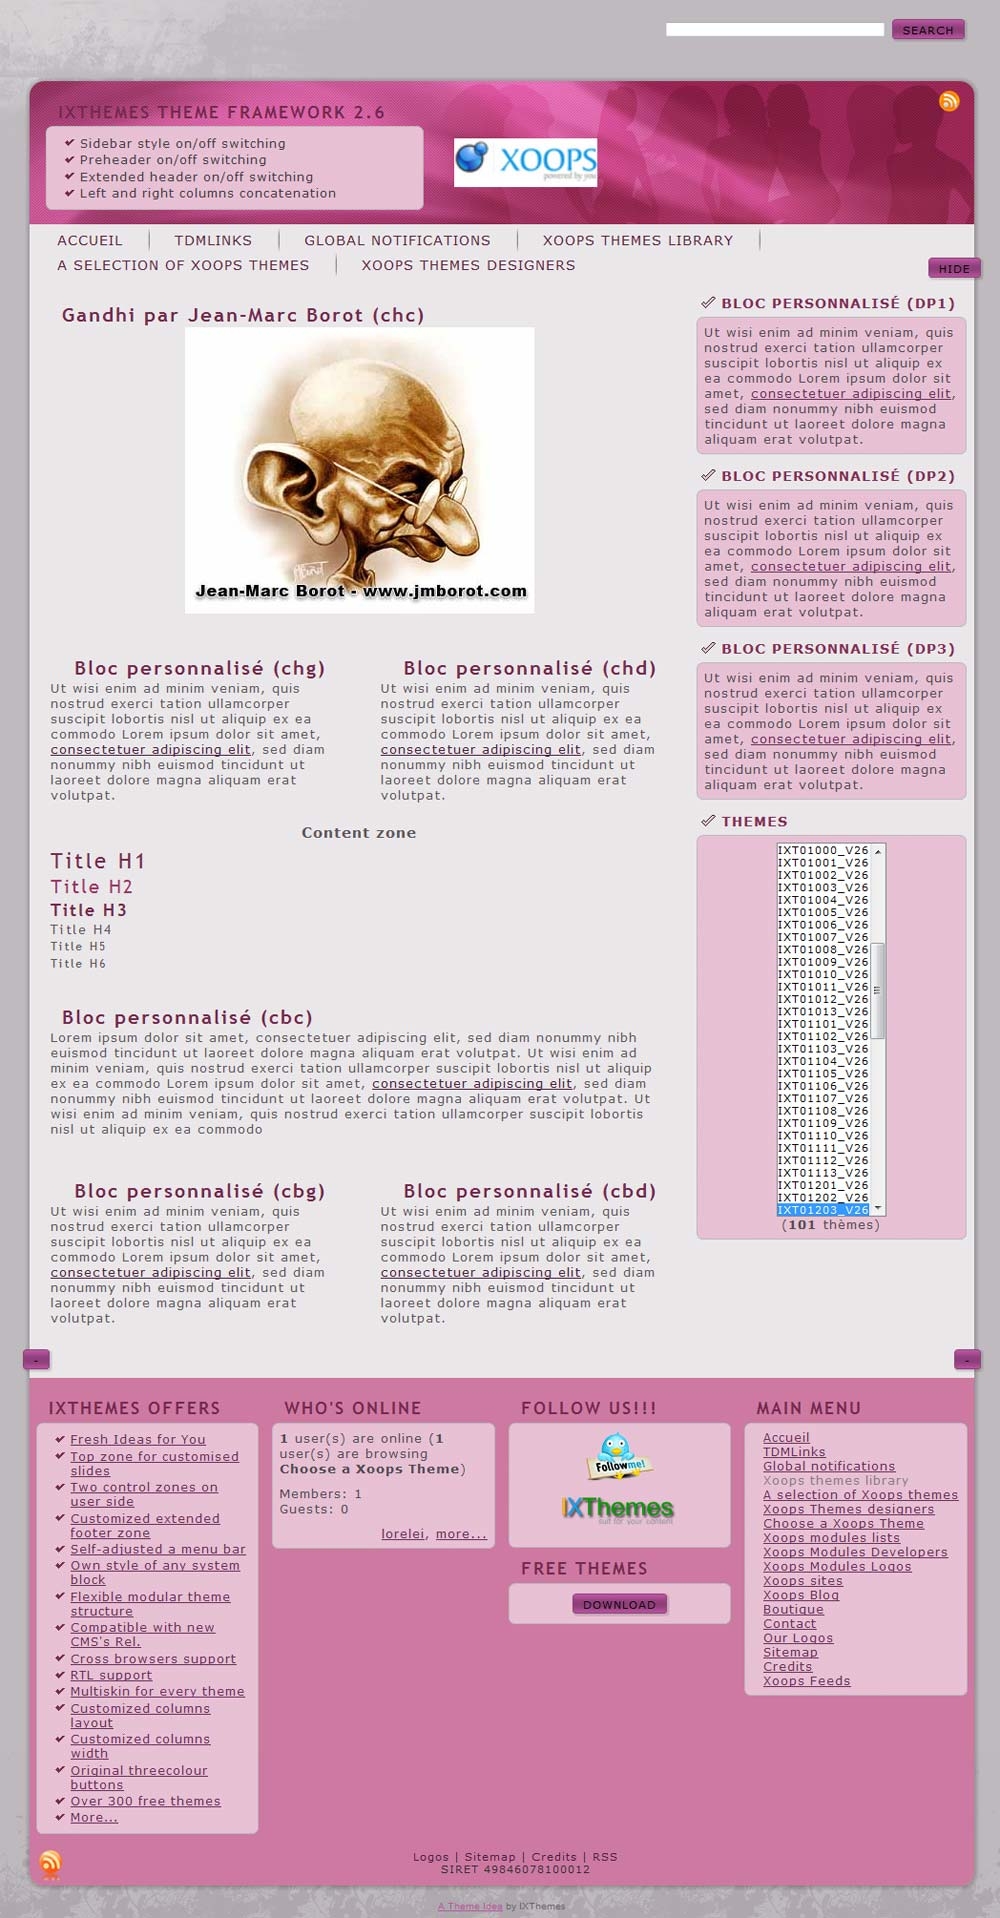 SEARCH
IXTHEMES THEME FRAMEWORK 2.6
Sidebar style on/off switching
Preheader on/off switching
Extended header on/off switching
Left and right columns concatenation
XOOPS
powered by you
ACCUEIL
TDMLINKS
GLOBAL NOTIFICATIONS
XOOPS THEMES LIBRARY
A SELECTION OF XOOPS THEMES
XOOPS THEMES DESIGNERS
HIDE
Gandhi par Jean-Marc Borot (chc)
Jean-Marc Borot - www.jmborot.com
Bloc personnalisé (chg)
Ut wisi enim ad minim veniam, quis
nostrud exerci tation ullamcorper
suscipit lobortis nisl ut aliquip ex ea
commodo Lorem ipsum dolor sit amet,
consectetuer adipiscing elit, sed diam
nonummy nibh euismod tincidunt ut
laoreet dolore magna aliquam erat
volutpat.
Bloc personnalisé (chd)
Ut wisi enim ad minim veniam, quis
nostrud exerci tation ullamcorper
suscipit lobortis nisl ut aliquip ex ea
commodo Lorem ipsum dolor sit amet,
consectetuer adipiscing elit, sed diam
nonummy nibh euismod tincidunt ut
laoreet dolore magna aliquam erat
volutpat.
Content zone
Title H1
Title H2
Title H3
Title H4
Title H5
Title H6
Bloc personnalisé (cbc)
Lorem ipsum dolor sit amet, consectetuer adipiscing elit, sed diam nonummy nibh
euismod tincidunt ut laoreet dolore magna aliquam erat volutpat. Ut wisi enim ad
minim veniam, quis nostrud exerci tation ullamcorper suscipit lobortis nisl ut aliquip
ex ea commodo Lorem ipsum dolor sit amet, consectetuer adipiscing elit, sed diam
nonummy nibh euismod tincidunt ut laoreet dolore magna aliquam erat volutpat. Ut
wisi enim ad minim veniam, quis nostrud exerci tation ullamcorper suscipit lobortis
nisl ut aliquip ex ea commodo
Bloc personnalisé (cbg)
Ut wisi enim ad minim veniam, quis
nostrud exerci tation ullamcorper
suscipit lobortis nisl ut aliquip ex ea
commodo Lorem ipsum dolor sit amet,
consectetuer adipiscing elit, sed diam
nonummy nibh euismod tincidunt ut
laoreet dolore magna aliquam erat
volutpat.
Bloc personnalisé (cbd)
Ut wisi enim ad minim veniam, quis
nostrud exerci tation ullamcorper
suscipit lobortis nisl ut aliquip ex ea
commodo Lorem ipsum dolor sit amet,
consectetuer adipiscing elit, sed diam
nonummy nibh euismod tincidunt ut
laoreet dolore magna aliquam erat
volutpat.
BLOC PERSONNALISÉ (DP1)
Ut wisi enim ad minim veniam, quis
nostrud exerci tation ullamcorper
suscipit lobortis nisl ut aliquip ex
ea commodo Lorem ipsum dolor sit
amet, consectetuer adipiscing elit,
sed diam nonummy nibh euismod
tincidunt ut laoreet dolore magna
aliquam erat volutpat.
BLOC PERSONNALISÉ (DP2)
Ut wisi enim ad minim veniam, quis
nostrud exerci tation ullamcorper
suscipit lobortis nisl ut aliquip ex
ea commodo Lorem ipsum dolor sit
amet, consectetuer adipiscing elit,
sed diam nonummy nibh euismod
tincidunt ut laoreet dolore magna
aliquam erat volutpat.
BLOC PERSONNALISÉ (DP3)
Ut wisi enim ad minim veniam, quis
nostrud exerci tation ullamcorper
suscipit lobortis nisl ut aliquip ex
ea commodo Lorem ipsum dolor sit
amet, consectetuer adipiscing elit,
sed diam nonummy nibh euismod
tincidunt ut laoreet dolore magna
aliquam erat volutpat.
THEMES
IXT01000_V26
IXT01001_V26
IXT01002_V26
IXT01003_V26
IXT01004_V26
IXT01005_V26
IXT01006_V26
IXT01007_V26
IXT01008_V26
IXT01009_V26
IXT01010_V26
IXT01011_V26
IXT01012_V26
IXT01013_V26
IXT01101_V26
IXT01102_V26
IXT01103_V26
IXT01104_V26
IXT01105_V26
IXT01106_V26
IXT01107_V26
IXT01108_V26
IXT01109_V26
IXT01110_V26
IXT01111_V26
IXT01112_V26
IXT01113_V26
IXT01201_V26
IXT01202_V26
IXT01203_V26
(101 thèmes)
-
-
IXTHEMES OFFERS
Fresh Ideas for You
Top zone for customised
slides
Two control zones on
user side
Customized extended
footer zone
Self-adjusted a menu bar
Own style of any system
block
Flexible modular theme
structure
Compatible with new
CMS's Rel.
Cross browsers support
RTL support
Multiskin for every theme
Customized columns
layout
Customized columns
width
Original threecolour
buttons
Over 300 free themes
More...
WHO'S ONLINE
1 user(s) are online (1
user(s) are browsing
Choose a Xoops Theme)
Members: 1
Guests: 0
lorelei, more...
FOLLOW US!!!
Follow me!
IXThemes
suit for your content
FREE THEMES
DOWNLOAD
MAIN MENU
Accueil
TDMLinks
Global notifications
Xoops themes library
A selection of Xoops themes
Xoops Themes designers
Choose a Xoops Theme
Xoops modules lists
Xoops Modules Developers
Xoops Modules Logos
Xoops sites
Xoops Blog
Boutique
Contact
Our Logos
Sitemap
Credits
Xoops Feeds
Logos | Sitemap | Credits | RSS
SIRET 49846078100012
A Theme Idea by IXThemes